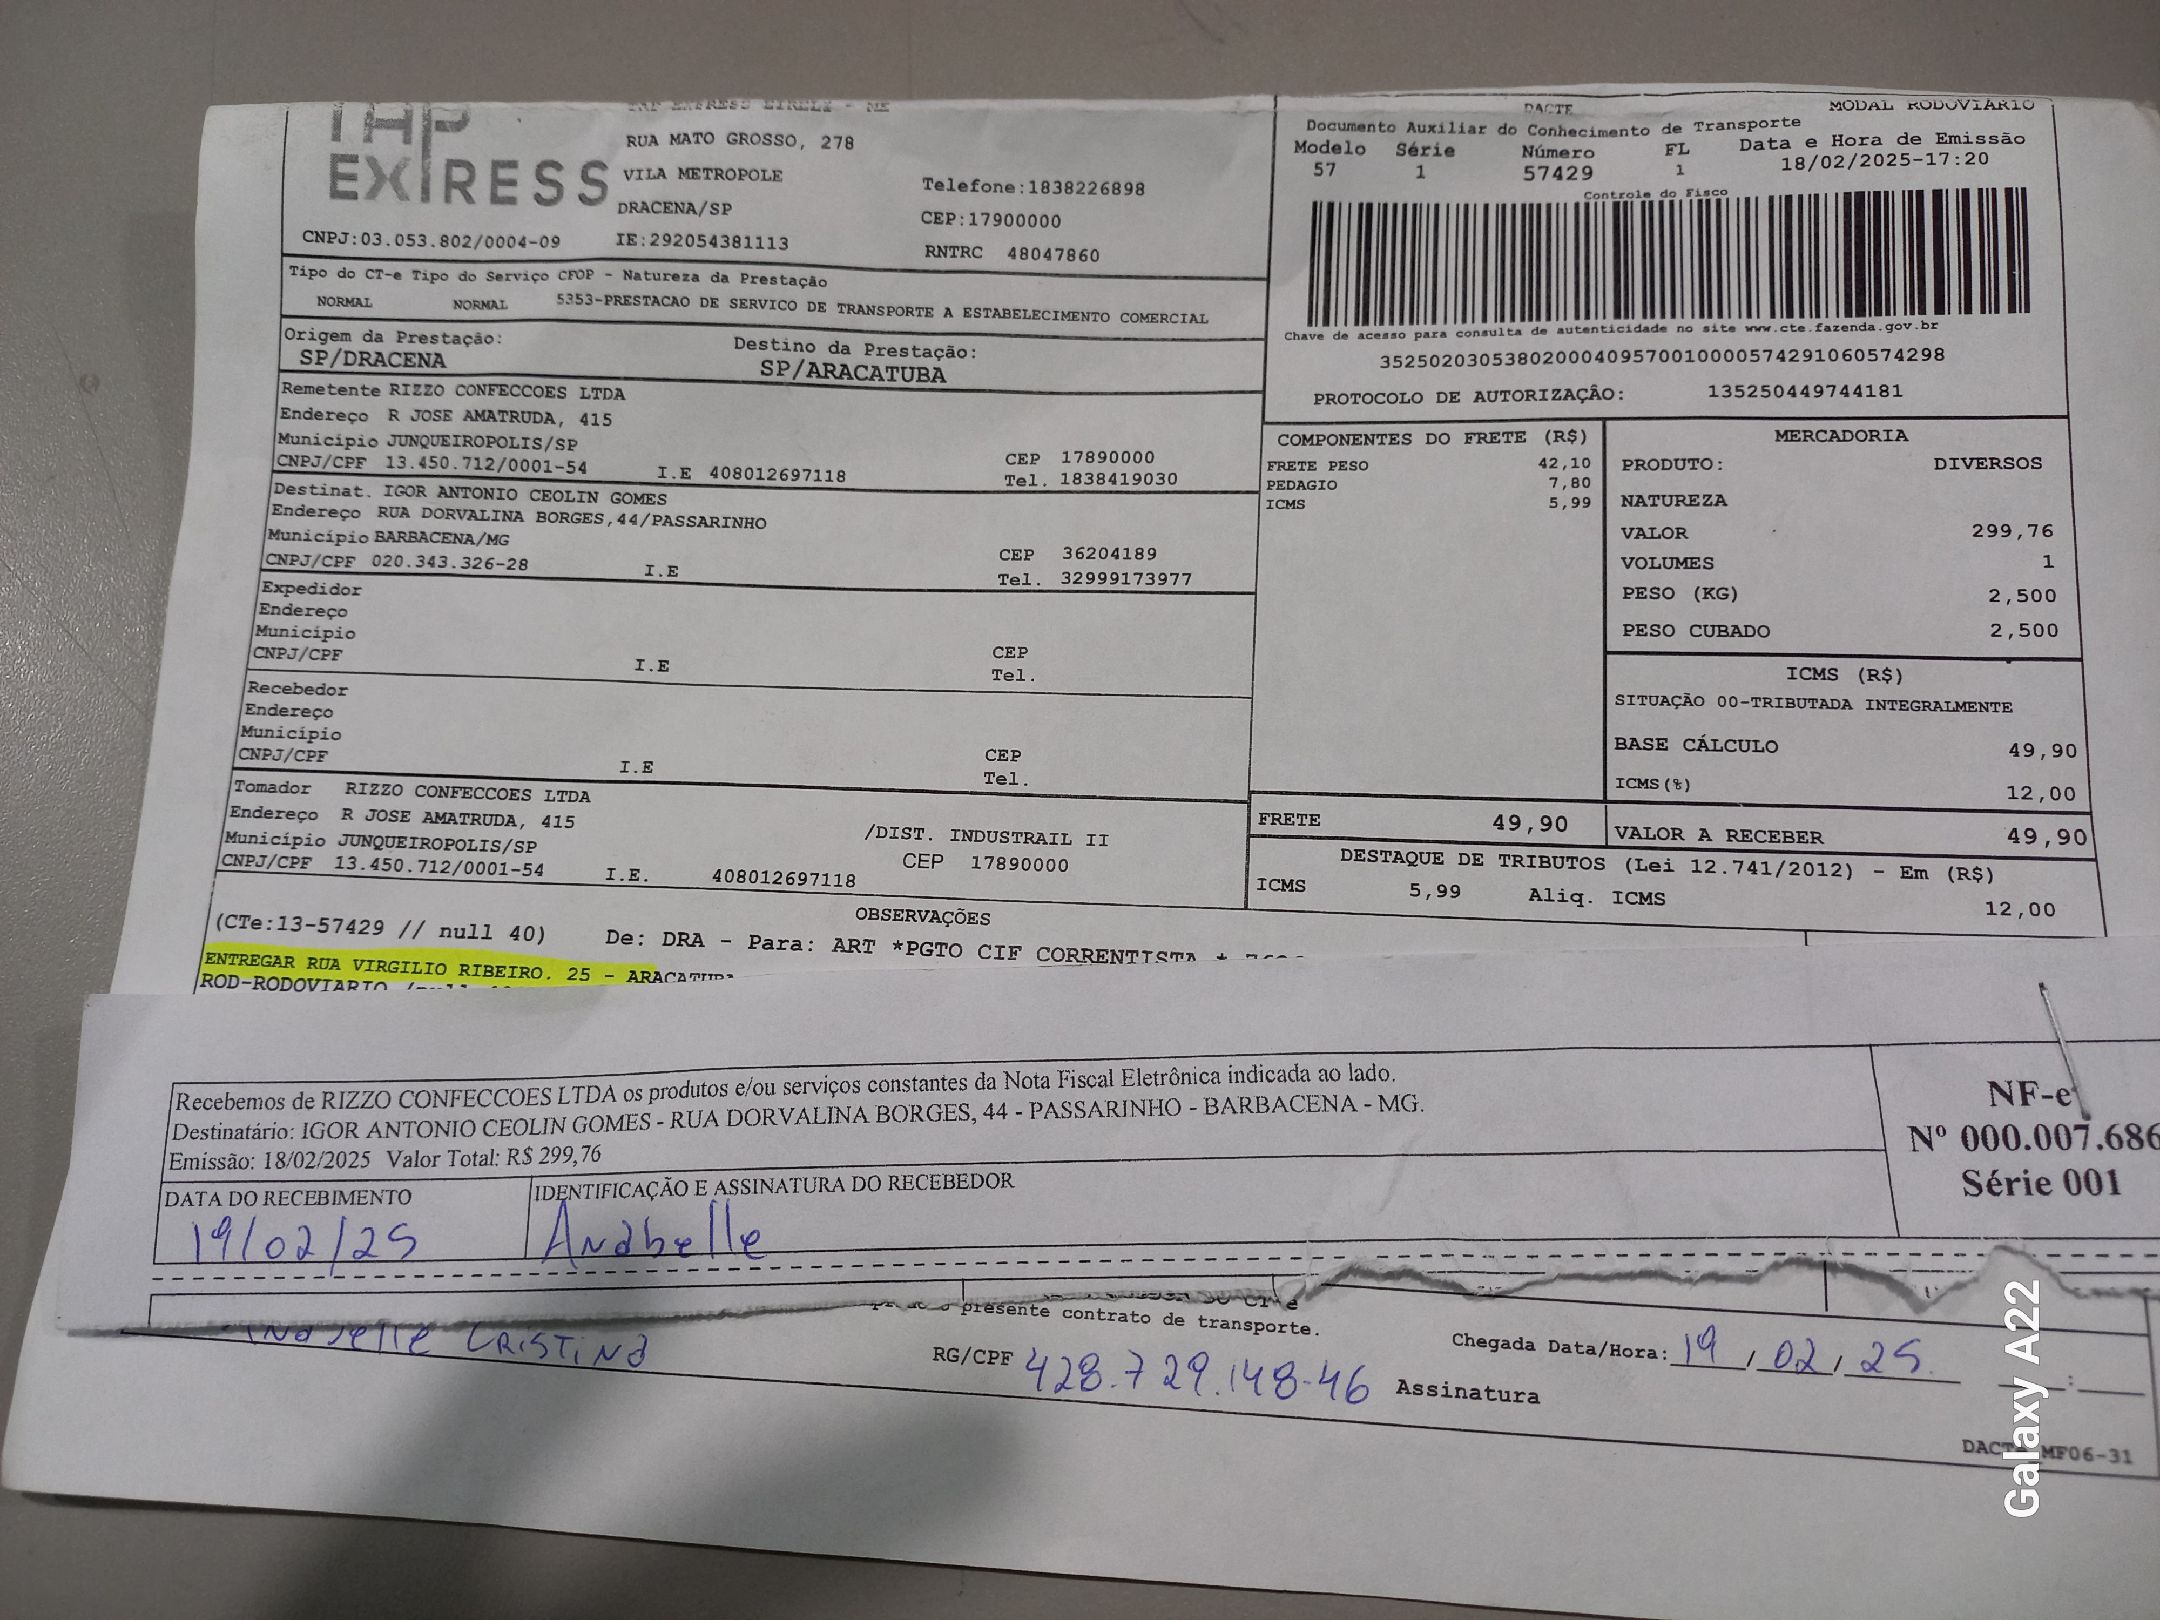 TAP EXPRESS EIRELI - ME
EXPRESS
RUA MATO GROSSO, 278
VILA METROPOLE
DRACENA/SP
Telefone:1838226898
CEP:17900000
CNPJ:03.053.802/0004-09 IE:292054381113 RNTRC 48047860
DACTE MODAL RODOVIÁRIO
Documento Auxiliar do Conhecimento de Transporte
Modelo Série Número FL Data e Hora de Emissão
57 1 57429 1 18/02/2025-17:20
Controle do Fisco
Chave de acesso para consulta de autenticidade no site www.cte.fazenda.gov.br
35250203053802000409570010000574291060574298
PROTOCOLO DE AUTORIZAÇÂO: 135250449744181
Tipo do CT-e Tipo do Serviço CFOP - Natureza da Prestação
NORMAL NORMAL 5353-PRESTACAO DE SERVICO DE TRANSPORTE A ESTABELECIMENTO COMERCIAL
Origem da Prestação: Destino da Prestação:
SP/DRACENA SP/ARACATUBA
Remetente RIZZO CONFECCOES LTDA
Endereço R JOSE AMATRUDA, 415
Município JUNQUEIROPOLIS/SP CEP 17890000
CNPJ/CPF 13.450.712/0001-54 I.E 408012697118 Tel. 1838419030
Destinat. IGOR ANTONIO CEOLIN GOMES
Endereço RUA DORVALINA BORGES,44/PASSARINHO
Município BARBACENA/MG CEP 36204189
CNPJ/CPF 020.343.326-28 I.E Tel. 32999173977
Expedidor
Endereço
Município CEP
CNPJ/CPF I.E Tel.
Recebedor
Endereço
Município CEP
CNPJ/CPF I.E Tel.
Tomador RIZZO CONFECCOES LTDA
Endereço R JOSE AMATRUDA, 415 /DIST. INDUSTRAIL II
Município JUNQUEIROPOLIS/SP CEP 17890000
CNPJ/CPF 13.450.712/0001-54 I.E. 408012697118
COMPONENTES DO FRETE (R$)
FRETE PESO 42,10
PEDAGIO 7,80
ICMS 5,99
MERCADORIA
PRODUTO: DIVERSOS
NATUREZA
VALOR 299,76
VOLUMES 1
PESO (KG) 2,500
PESO CUBADO 2,500
ICMS (R$)
SITUAÇÃO 00-TRIBUTADA INTEGRALMENTE
BASE CÁLCULO 49,90
ICMS(%) 12,00
FRETE 49,90 VALOR A RECEBER 49,90
DESTAQUE DE TRIBUTOS (Lei 12.741/2012) - Em (R$)
ICMS 5,99 Aliq. ICMS 12,00
OBSERVAÇÕES
(CTe:13-57429 // null 40) De: DRA - Para: ART *PGTO CIF CORRENTISTA *
ENTREGAR RUA VIRGILIO RIBEIRO. 25 - ARACATUBA
ROD-RODOVIARIO
Recebemos de RIZZO CONFECCOES LTDA os produtos e/ou serviços constantes da Nota Fiscal Eletrônica indicada ao lado.
Destinatário: IGOR ANTONIO CEOLIN GOMES - RUA DORVALINA BORGES, 44 - PASSARINHO - BARBACENA - MG.
Emissão: 18/02/2025 Valor Total: R$ 299,76
DATA DO RECEBIMENTO IDENTIFICAÇÃO E ASSINATURA DO RECEBEDOR
19/02/25 Anabelle
NF-e
Nº 000.007.686
Série 001
presente contrato de transporte.
Anabelle Cristina
RG/CPF 428.729.148-46 Assinatura
Chegada Data/Hora: 19/02/25. __:__
DACTE MF06-31
Galaxy A22